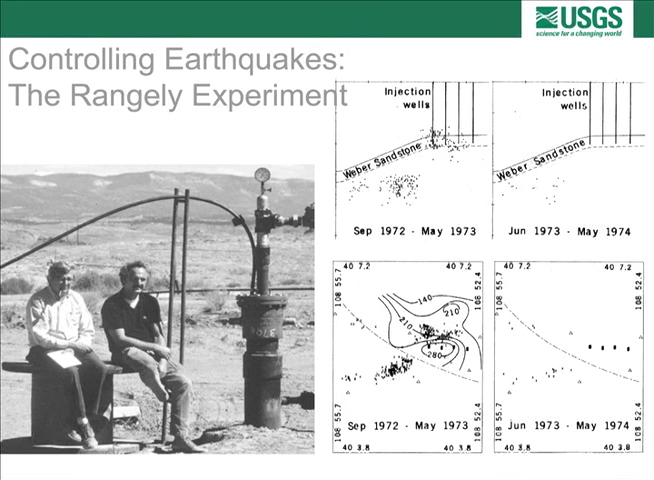 USGS
science for a changing world
Controlling Earthquakes:
The Rangely Experiment
Injection
wells
Weber Sandstone
Sep 1972 - May 1973
Injection
wells
Weber Sandstone
Jun 1973 - May 1974
40 7.2
108 55.7
108 52.4
140
210
210
280
Sep 1972 - May 1973
108 55.7
108 52.4
40 3.8
40 7.2
108 55.7
108 52.4
Jun 1973 - May 1974
108 55.7
108 52.4
40 3.8